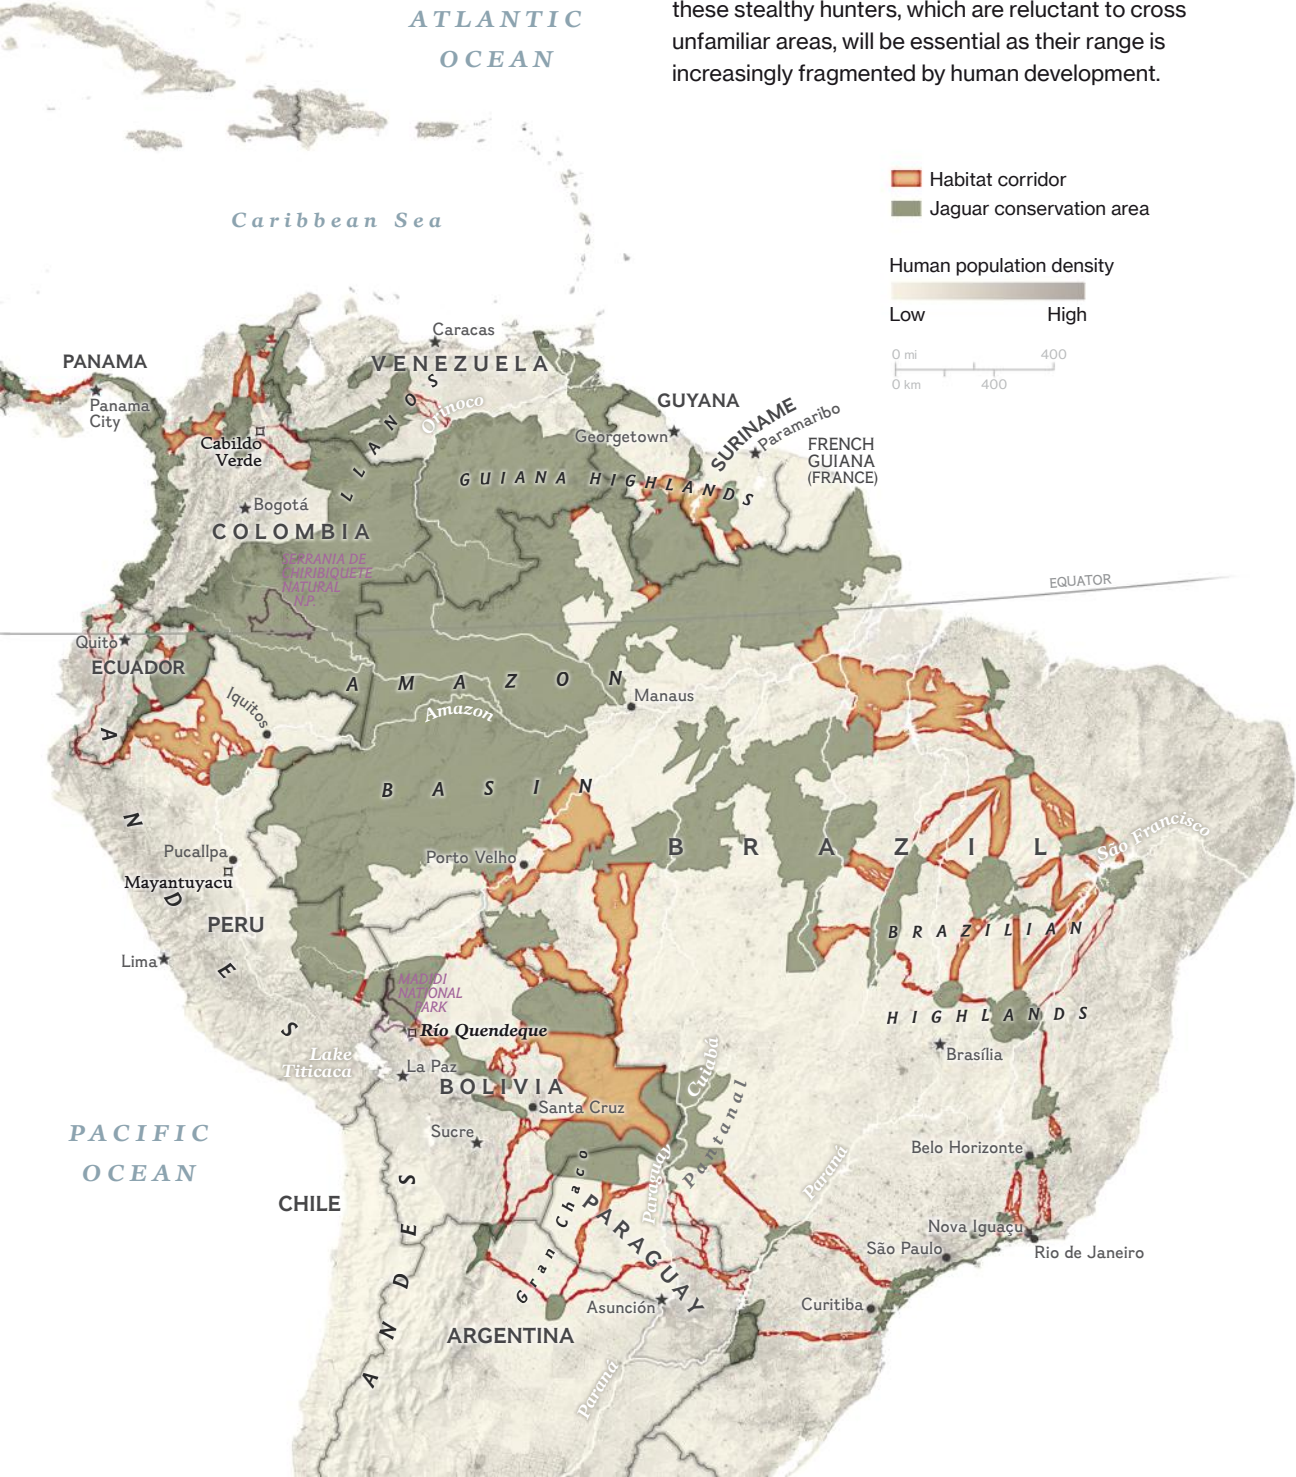 ATLANTIC
OCEAN
these stealthy hunters, which are reluctant to cross
unfamiliar areas, will be essential as their range is
increasingly fragmented by human development.
Habitat corridor
Jaguar conservation area
Caribbean Sea
Human population density
Low High
0 mi 400
0 km 400
Caracas
PANAMA
VENEZUELA
Panama
City
LLANOS
Orinoco
GUYANA
SURINAME
Paramaribo
Georgetown
FRENCH
GUIANA
(FRANCE)
Cabildo
Verde
GUIANA HIGHLANDS
Bogotá
COLOMBIA
SERRANIA DE
CHIRIBIQUETE
NATURAL
N.P.
EQUATOR
Quito
ECUADOR
Iquitos
AMAZON
Manaus
Amazon
ANDES
BASIN
Pucallpa
Mayantuyacu
Porto Velho
BRAZIL
São Francisco
PERU
BRAZILIAN
Lima
MADIDI
NATIONAL
PARK
HIGHLANDS
Río Quendeque
Brasília
Lake
Titicaca
La Paz
BOLIVIA
Cuiabá
Santa Cruz
Pantanal
PACIFIC
OCEAN
Sucre
Belo Horizonte
Paraguay
Paraná
CHILE
Gran Chaco
PARAGUAY
Nova Iguaçu
São Paulo
Rio de Janeiro
ANDES
Asunción
Curitiba
ARGENTINA
Paraná